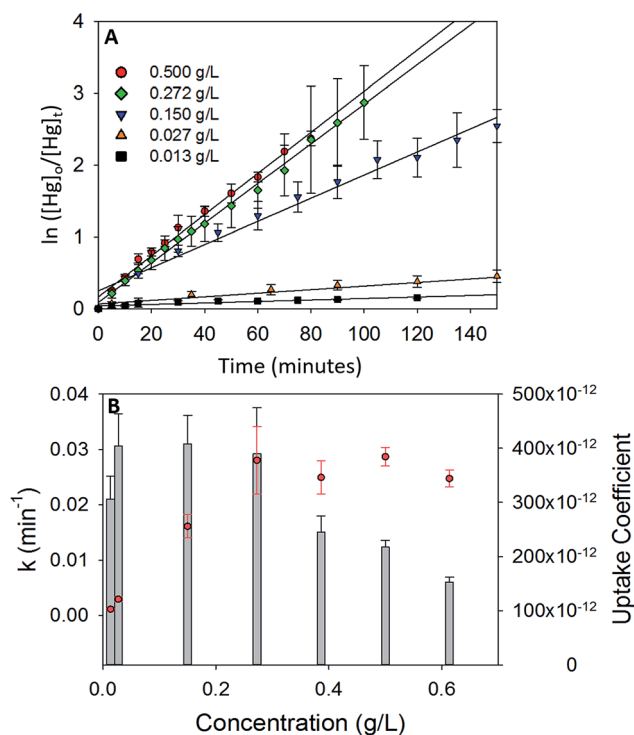 A
0.500 g/L
0.272 g/L
0.150 g/L
0.027 g/L
0.013 g/L
ln ([Hg]o/[Hg]t)
4
3
2
1
0
0 20 40 60 80 100 120 140
Time (minutes)
B
k (min-1)
0.04
0.03
0.02
0.01
0.00
500x10-12
400x10-12
300x10-12
200x10-12
100x10-12
0
Uptake Coefficient
0.0 0.2 0.4 0.6
Concentration (g/L)